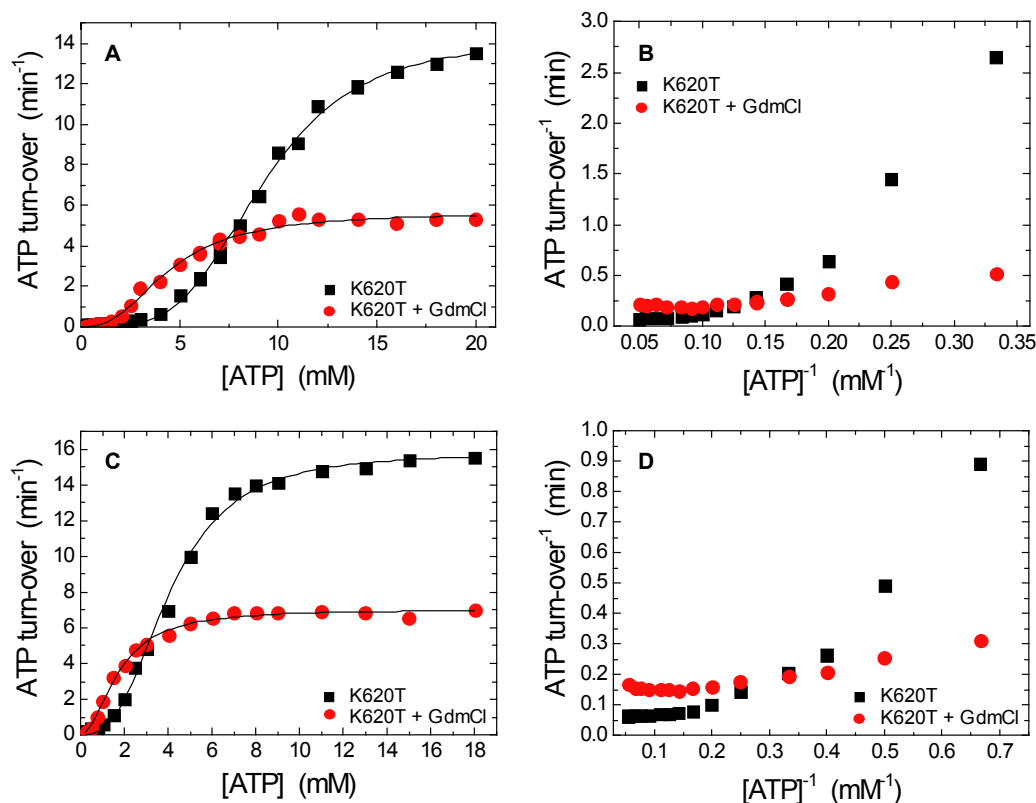 A
ATP turn-over (min⁻¹)
14
12
10
8
6
4
2
0
0 5 10 15 20
[ATP] (mM)
K620T
K620T + GdmCl
B
ATP turn-over⁻¹ (min)
3.0
2.5
2.0
1.5
1.0
0.5
0.0
0.05 0.10 0.15 0.20 0.25 0.30 0.35
[ATP]⁻¹ (mM⁻¹)
K620T
K620T + GdmCl
C
ATP turn-over (min⁻¹)
16
14
12
10
8
6
4
2
0
0 2 4 6 8 10 12 14 16 18
[ATP] (mM)
K620T
K620T + GdmCl
D
ATP turn-over⁻¹ (min)
1.0
0.9
0.8
0.7
0.6
0.5
0.4
0.3
0.2
0.1
0.0
0.1 0.2 0.3 0.4 0.5 0.6 0.7
[ATP]⁻¹ (mM⁻¹)
K620T
K620T + GdmCl